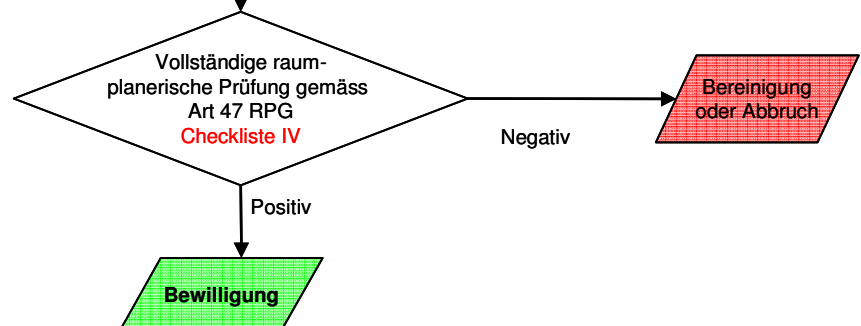 Vollständige raum-
planerische Prüfung gemäss
Art 47 RPG
Checkliste IV
Bereinigung
oder Abbruch
Negativ
Positiv
Bewilligung